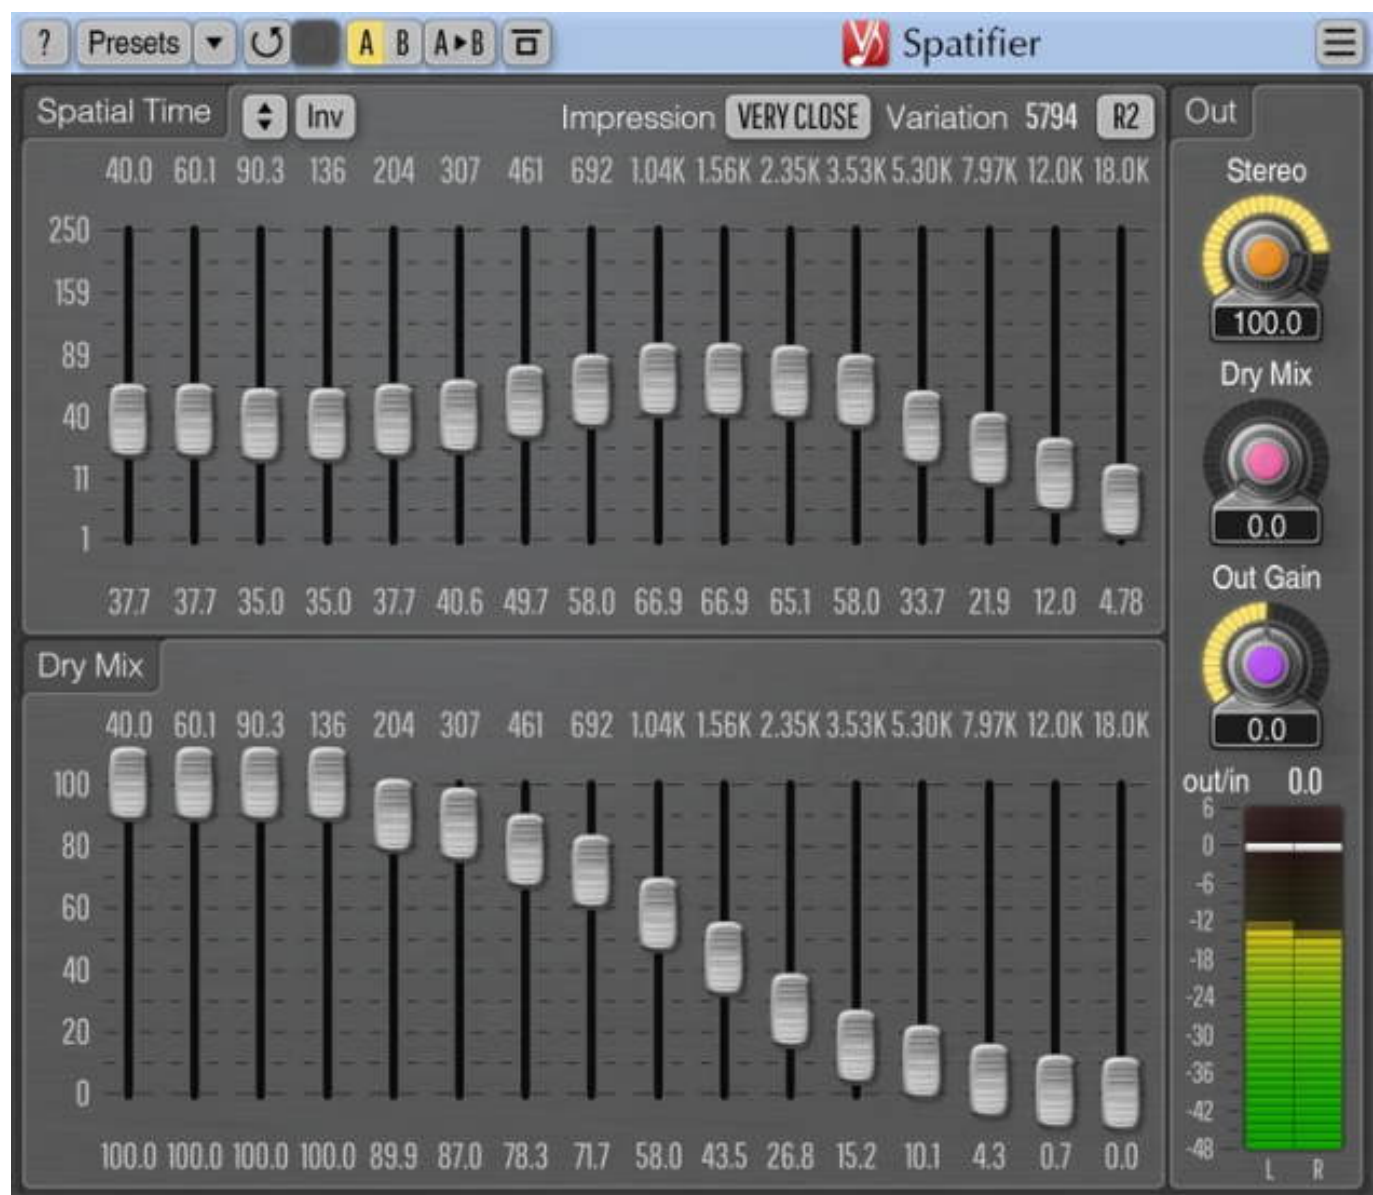 ? Presets A B A▸B Spatifier
Spatial Time Inv Impression VERY CLOSE Variation 5794 R2
40.0 60.1 90.3 136 204 307 461 692 1.04K 1.56K 2.35K 3.53K 5.30K 7.97K 12.0K 18.0K
250
159
89
40
11
1
37.7 37.7 35.0 35.0 37.7 40.6 49.7 58.0 66.9 66.9 65.1 58.0 33.7 21.9 12.0 4.78
Dry Mix
40.0 60.1 90.3 136 204 307 461 692 1.04K 1.56K 2.35K 3.53K 5.30K 7.97K 12.0K 18.0K
100
80
60
40
20
0
100.0 100.0 100.0 100.0 89.9 87.0 78.3 71.7 58.0 43.5 26.8 15.2 10.1 4.3 0.7 0.0
Out
Stereo
100.0
Dry Mix
0.0
Out Gain
0.0
out/in 0.0
6
0
-6
-12
-18
-24
-30
-36
-42
-48
L R